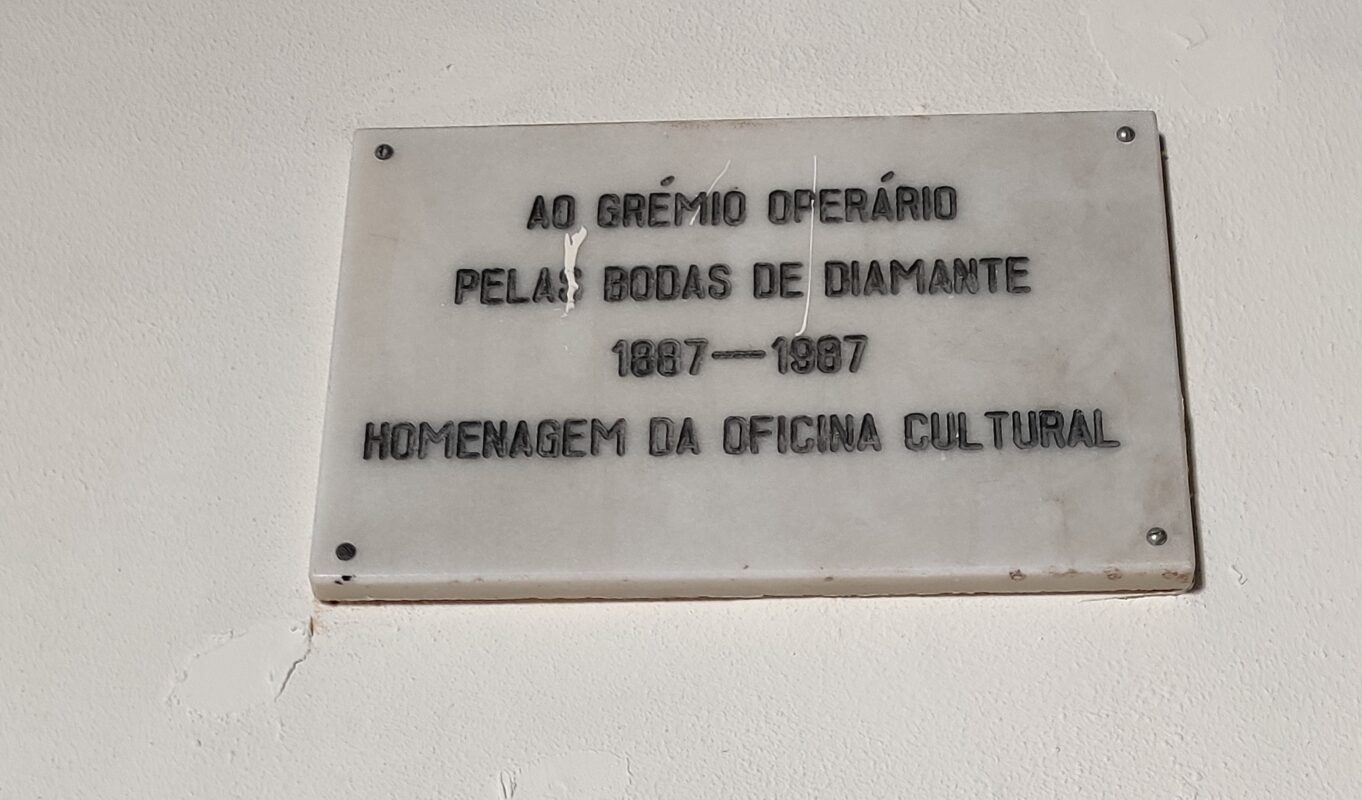 AO GRÉMIO OPERÁRIO
PELAS BODAS DE DIAMANTE
1887—1987
HOMENAGEM DA OFICINA CULTURAL